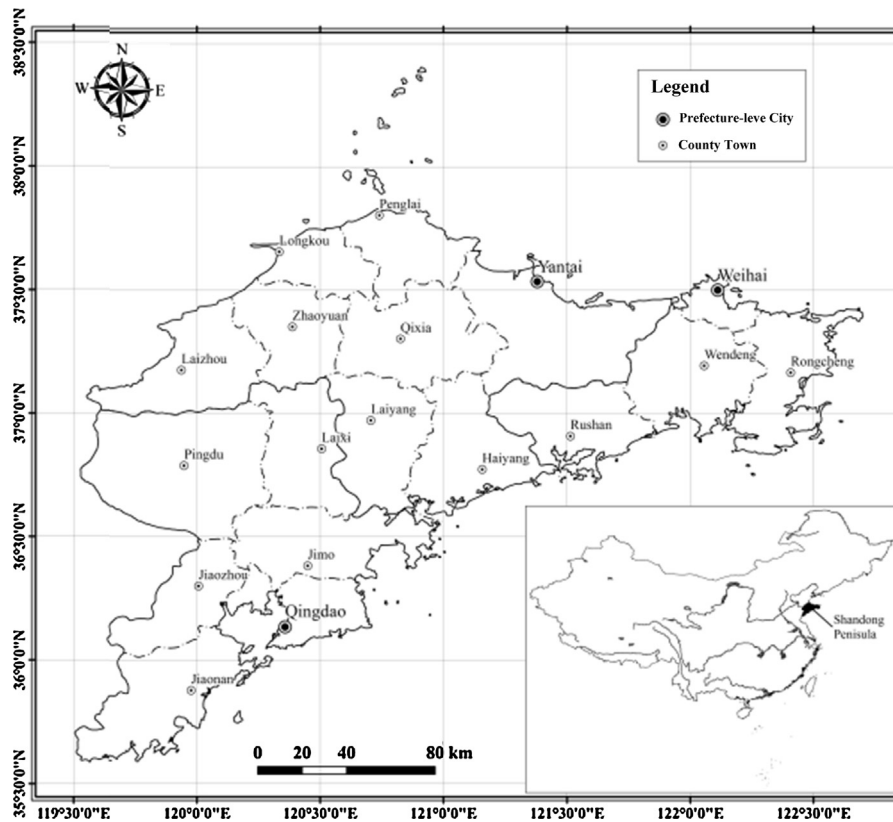 N
W E
S
Legend
Prefecture-leve City
County Town
38°30'0"N
38°0'0"N
37°30'0"N
37°0'0"N
36°30'0"N
36°0'0"N
35°30'0"N
Penglai
Longkou
Yantai
Weihai
Zhaoyuan
Qixia
Laizhou
Wendeng
Rongcheng
Laiyang
Rushan
Laixi
Pingdu
Haiyang
Jimo
Jiaozhou
Qingdao
Jiaonan
Shandong
Penisula
0 20 40 80 km
119°30'0"E 120°0'0"E 120°30'0"E 121°0'0"E 121°30'0"E 122°0'0"E 122°30'0"E